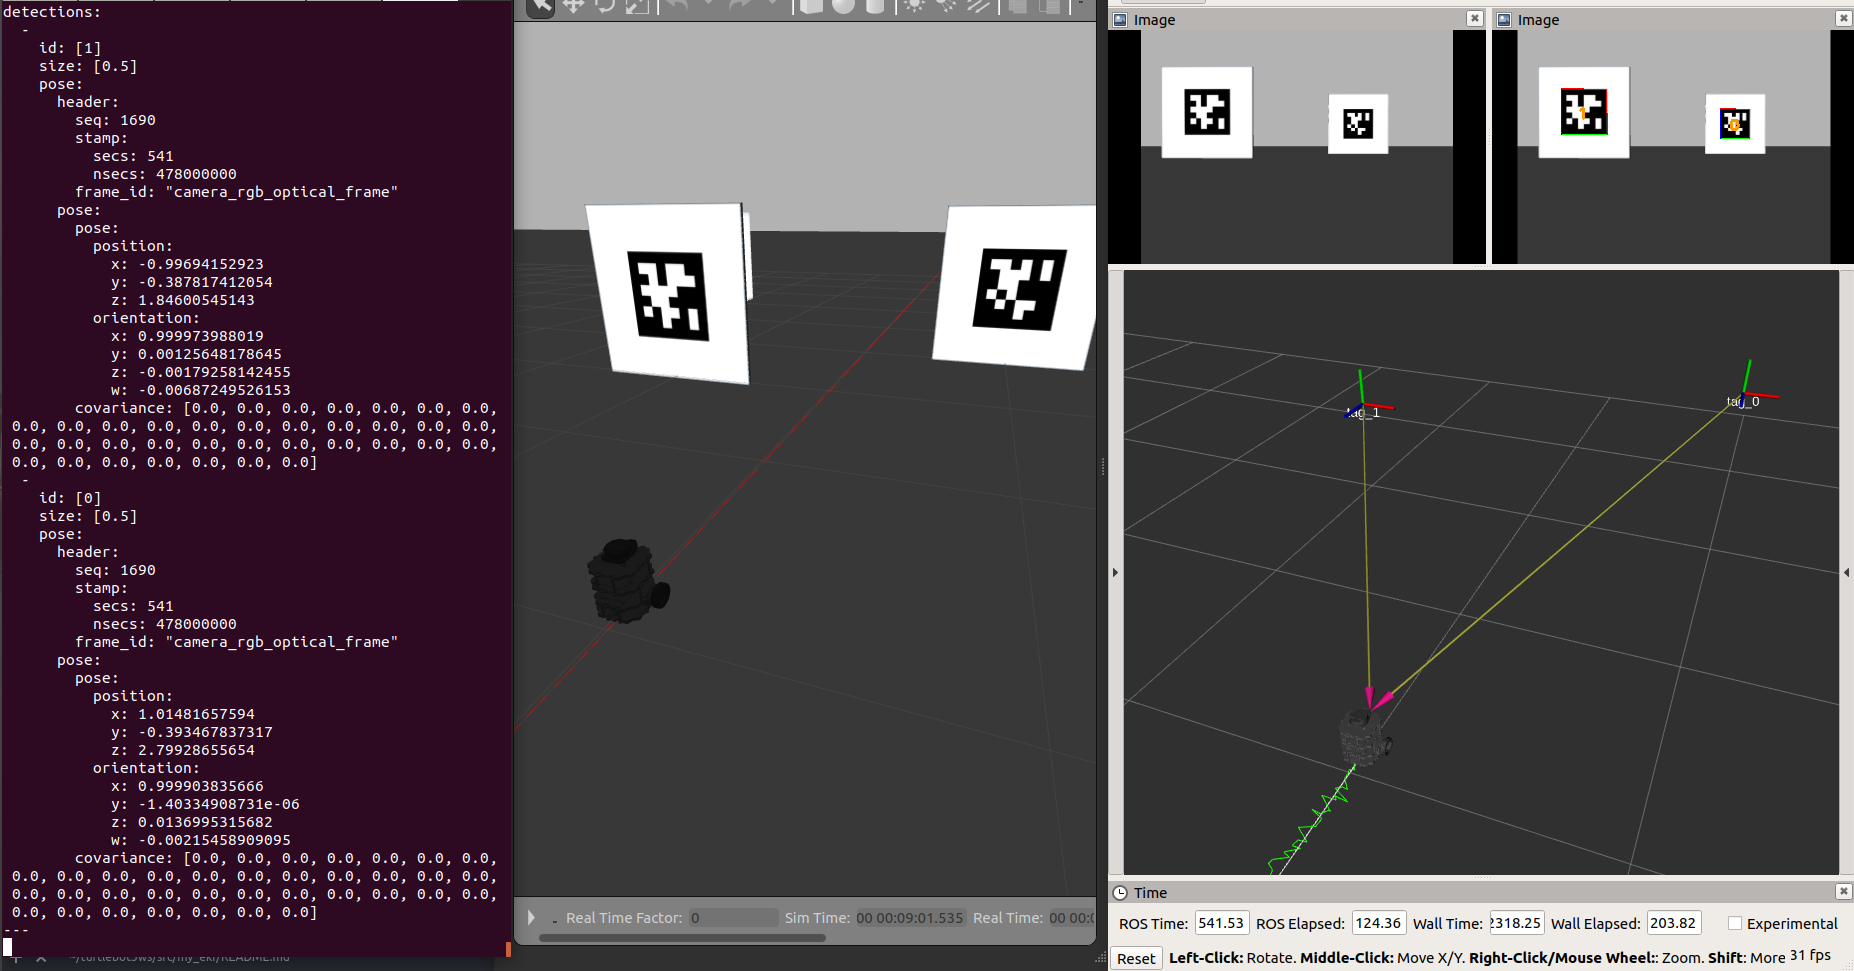 detections:
-
id: [1]
size: [0.5]
pose:
header:
seq: 1690
stamp:
secs: 541
nsecs: 478000000
frame_id: "camera_rgb_optical_frame"
pose:
pose:
position:
x: -0.99694152923
y: -0.387817412054
z: 1.84600545143
orientation:
x: 0.999973988019
y: 0.00125648178645
z: -0.00179258142455
w: -0.00687249526153
covariance: [0.0, 0.0, 0.0, 0.0, 0.0, 0.0, 0.0,
0.0, 0.0, 0.0, 0.0, 0.0, 0.0, 0.0, 0.0, 0.0, 0.0, 0.0,
0.0, 0.0, 0.0, 0.0, 0.0, 0.0, 0.0, 0.0, 0.0, 0.0, 0.0,
0.0, 0.0, 0.0, 0.0, 0.0, 0.0, 0.0]
-
id: [0]
size: [0.5]
pose:
header:
seq: 1690
stamp:
secs: 541
nsecs: 478000000
frame_id: "camera_rgb_optical_frame"
pose:
pose:
position:
x: 1.01481657594
y: -0.393467837317
z: 2.79928655654
orientation:
x: 0.999903835666
y: -1.40334908731e-06
z: 0.0136995315682
w: -0.00215458909095
covariance: [0.0, 0.0, 0.0, 0.0, 0.0, 0.0, 0.0,
0.0, 0.0, 0.0, 0.0, 0.0, 0.0, 0.0, 0.0, 0.0, 0.0, 0.0,
0.0, 0.0, 0.0, 0.0, 0.0, 0.0, 0.0, 0.0, 0.0, 0.0, 0.0,
0.0, 0.0, 0.0, 0.0, 0.0, 0.0, 0.0]
---
~/turtlebot3ws/src/my_ekf/README.md
Real Time Factor: 0 Sim Time: 00 00:09:01.535 Real Time: 00 00:0
Image
Image
1
0
tag_1
tag_0
Time
ROS Time: 541.53 ROS Elapsed: 124.36 Wall Time: 2318.25 Wall Elapsed: 203.82 Experimental
Reset Left-Click: Rotate. Middle-Click: Move X/Y. Right-Click/Mouse Wheel:: Zoom. Shift: More 31 fps